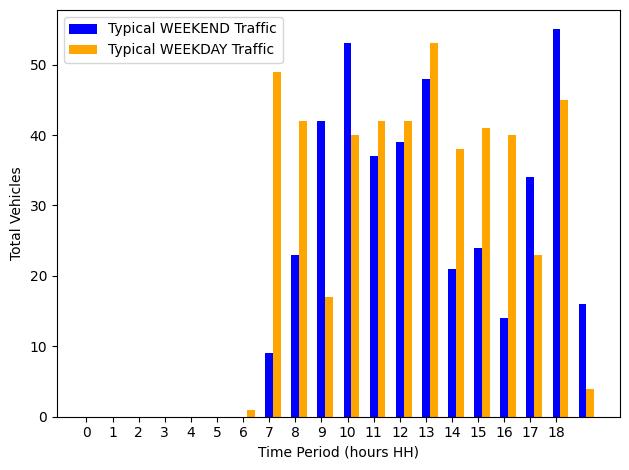 Typical WEEKEND Traffic
Typical WEEKDAY Traffic
50
40
30
20
10
0
Total Vehicles
0 1 2 3 4 5 6 7 8 9 10 11 12 13 14 15 16 17 18
Time Period (hours HH)